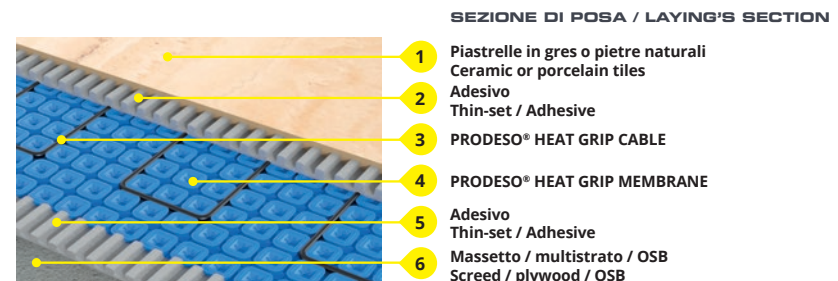 SEZIONE DI POSA / LAYING'S SECTION
1
Piastrelle in gres o pietre naturali
Ceramic or porcelain tiles
2
Adesivo
Thin-set / Adhesive
3
PRODESO® HEAT GRIP CABLE
4
PRODESO® HEAT GRIP MEMBRANE
5
Adesivo
Thin-set / Adhesive
6
Massetto / multistrato / OSB
Screed / plywood / OSB